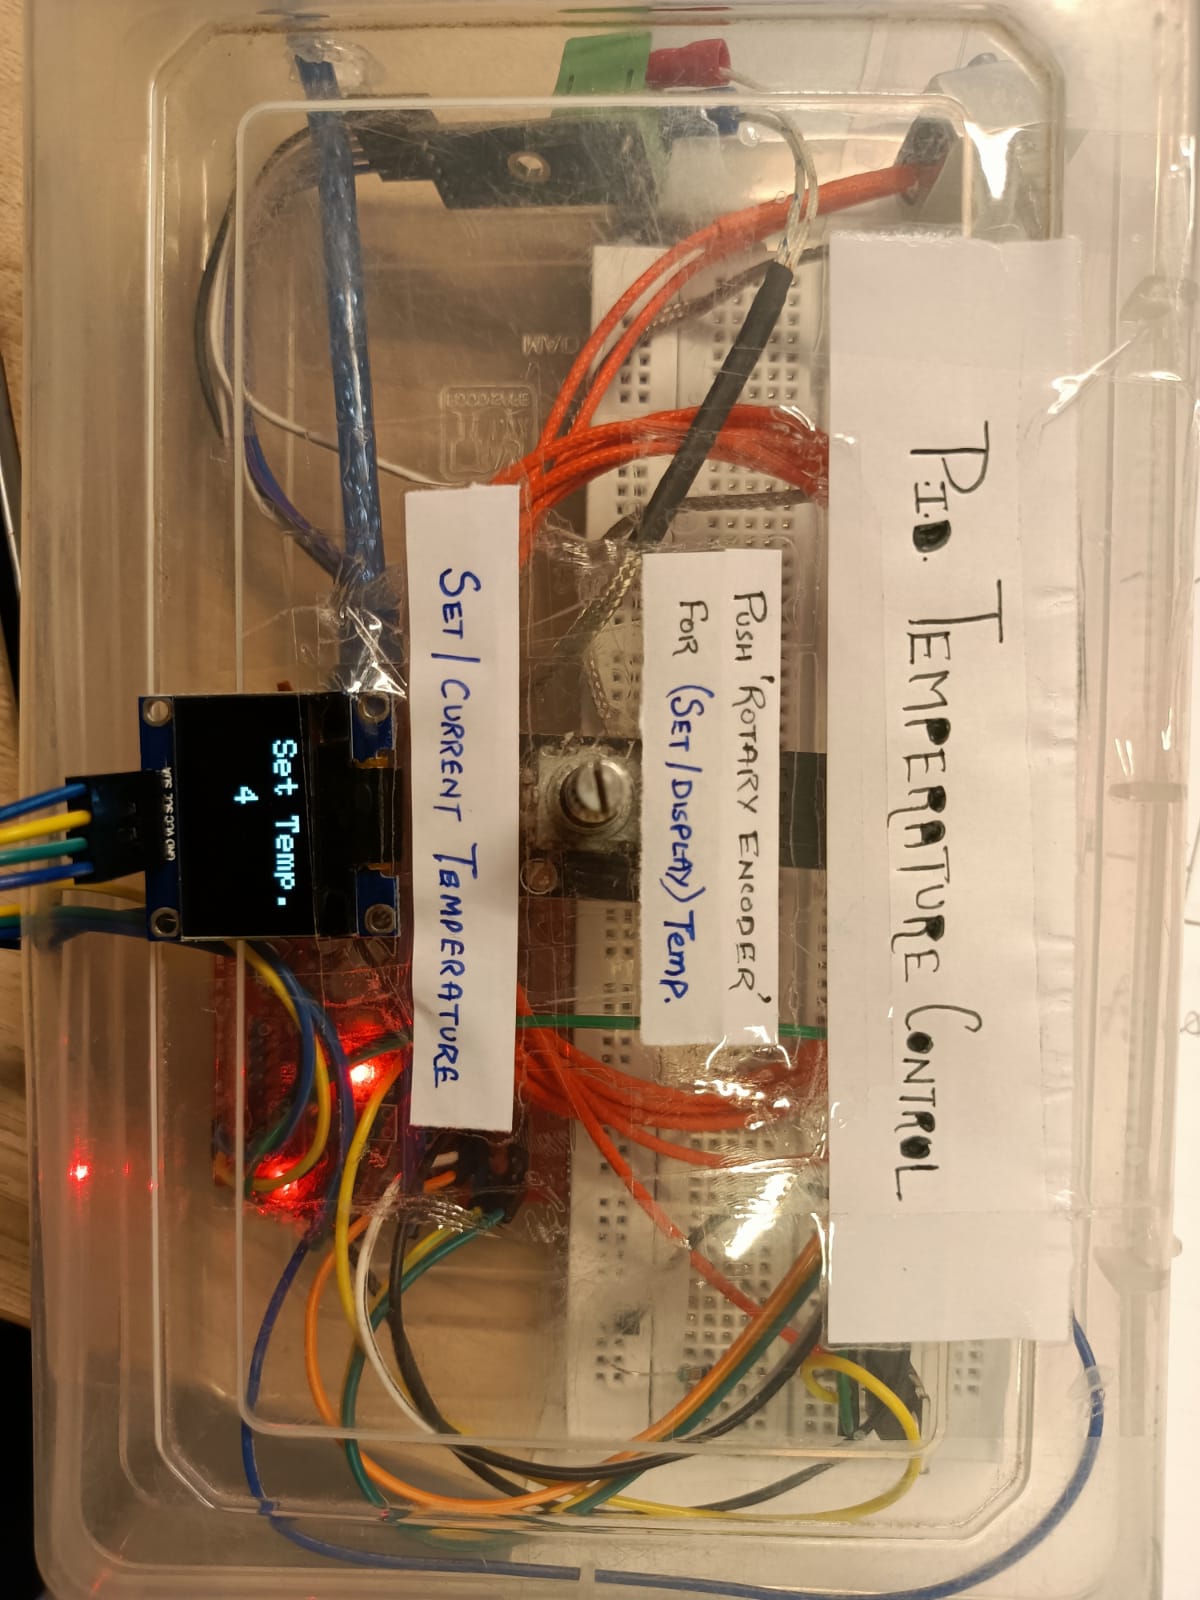 P.I.D. TEMPERATURE CONTROL
PUSH 'ROTARY ENCODER'
FOR (SET/DISPLAY) Temp.
SET / CURRENT TEMPERATURE
Set Temp.
4
GND VCC SCL SDA